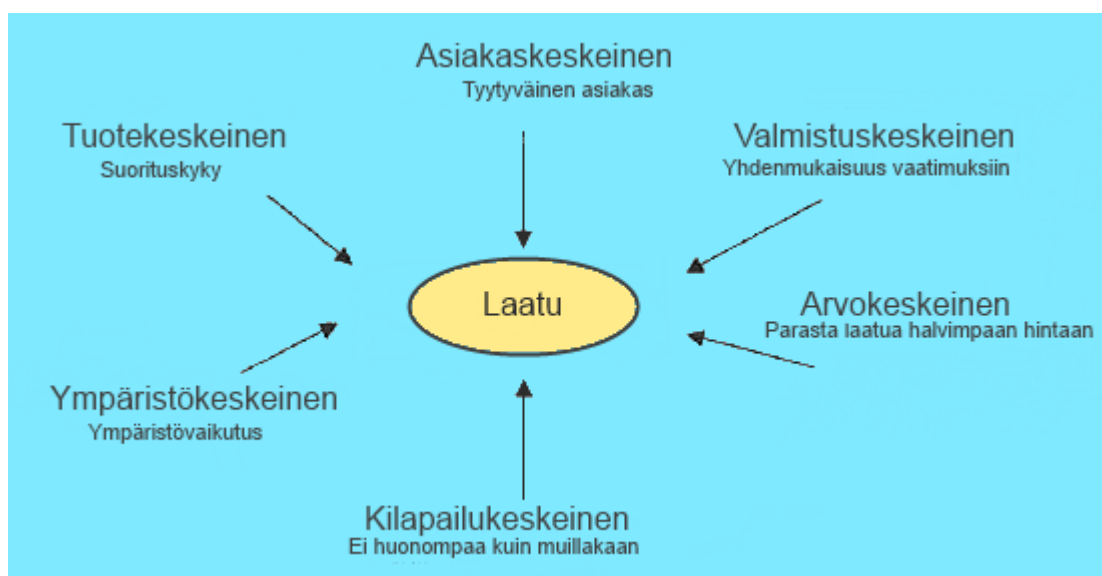 Asiakaskeskeinen
Tyytyväinen asiakas
Tuotekeskeinen
Suorituskyky
Valmistuskeskeinen
Yhdenmukaisuus vaatimuksiin
Laatu
Arvokeskeinen
Parasta laatua halvimpaan hintaan
Ympäristökeskeinen
Ympäristövaikutus
Kilapailukeskeinen
Ei huonompaa kuin muillakaan